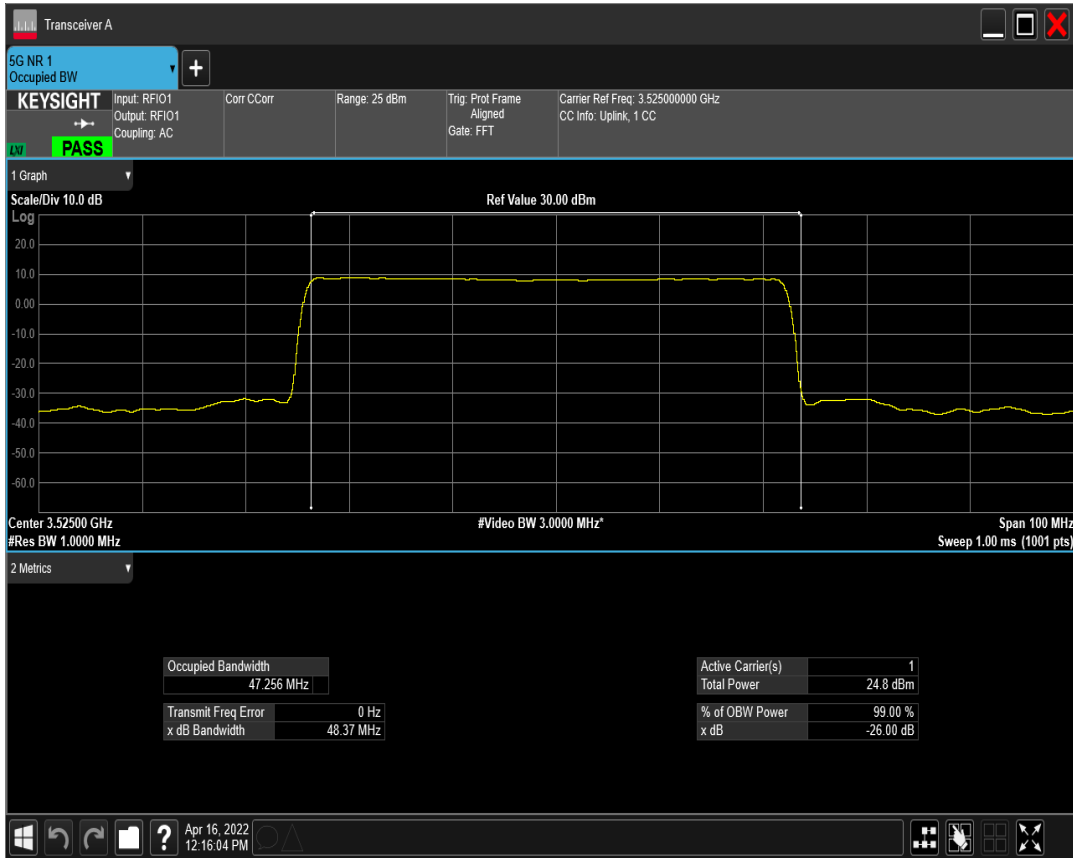 Transceiver A
5G NR 1
Occupied BW
+
KEYSIGHT
Input: RFIO1
Output: RFIO1
Coupling: AC
Corr CCorr
Range: 25 dBm
Trig: Prot Frame
Aligned
Gate: FFT
Carrier Ref Freq: 3.525000000 GHz
CC Info: Uplink, 1 CC
LXI
PASS
1 Graph
Scale/Div 10.0 dB
Ref Value 30.00 dBm
Log
20.0
10.0
0.00
-10.0
-20.0
-30.0
-40.0
-50.0
-60.0
Center 3.52500 GHz
#Video BW 3.0000 MHz*
Span 100 MHz
#Res BW 1.0000 MHz
Sweep 1.00 ms (1001 pts)
2 Metrics
Occupied Bandwidth
47.256 MHz
Transmit Freq Error 0 Hz
x dB Bandwidth 48.37 MHz
Active Carrier(s) 1
Total Power 24.8 dBm
% of OBW Power 99.00 %
x dB -26.00 dB
?
Apr 16, 2022
12:16:04 PM